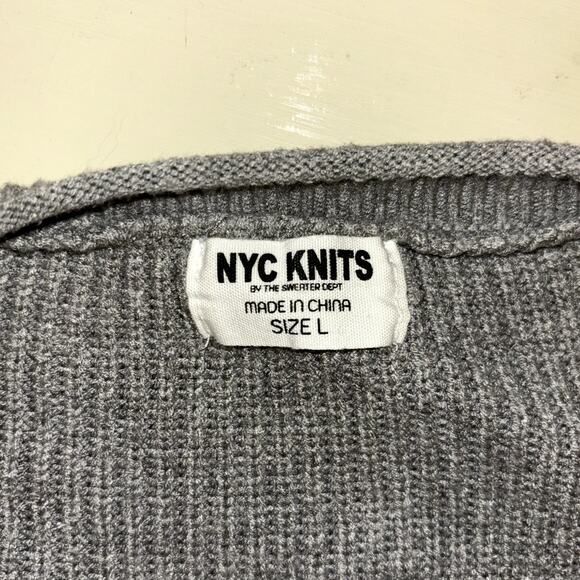 NYC KNITS
BY THE SWEATER DEPT
MADE IN CHINA
SIZE L